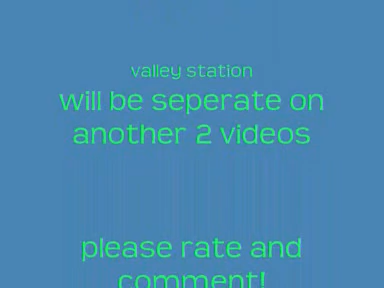 valley station
will be seperate on
another 2 videos
please rate and
comment!